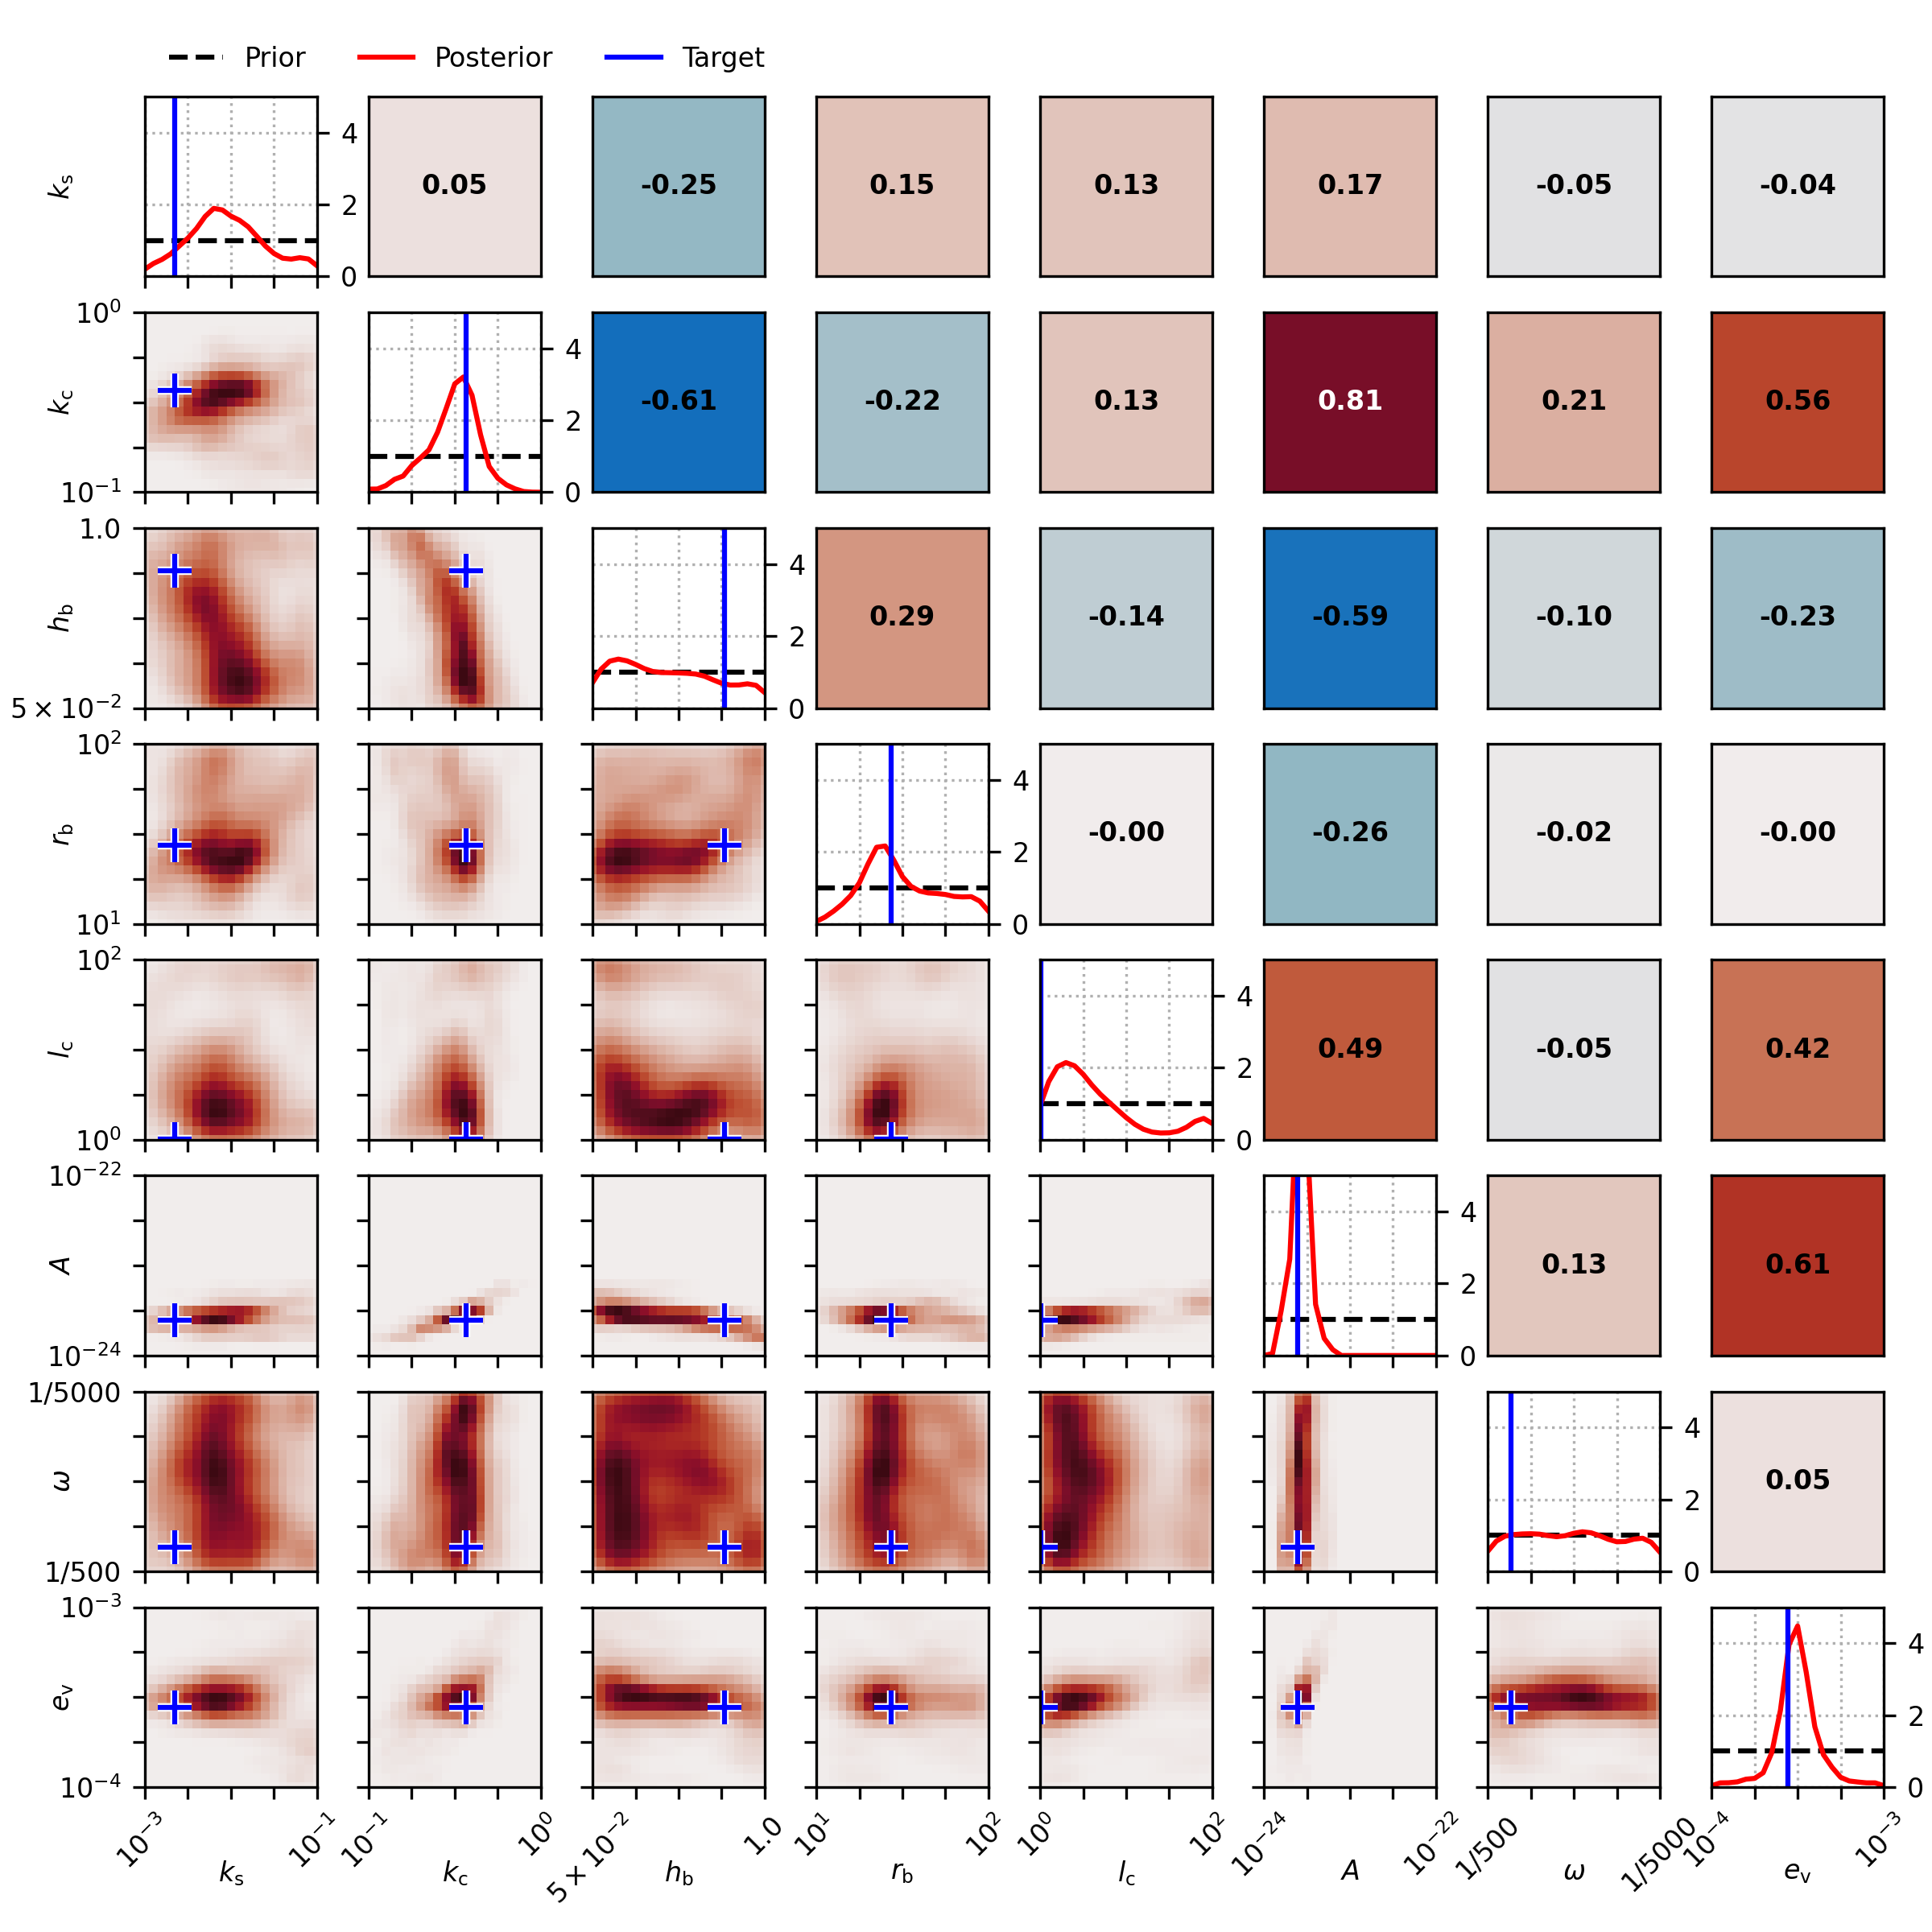 Prior Posterior Target
k_s 4 2 0 0.05 -0.25 0.15 0.13 0.17 -0.05 -0.04
10^0 k_c 10^-1 4 2 0 -0.61 -0.22 0.13 0.81 0.21 0.56
1.0 h_b 5×10^-2 4 2 0 0.29 -0.14 -0.59 -0.10 -0.23
10^2 r_b 10^1 4 2 0 -0.00 -0.26 -0.02 -0.00
10^2 l_c 10^0 4 2 0 0.49 -0.05 0.42
10^-22 A 10^-24 4 2 0 0.13 0.61
1/5000 ω 1/500 4 2 0 0.05
10^-3 e_v 10^-4 4 2 0
10^-3 10^-1 10^-1 10^0 5×10^-2 1.0 10^1 10^2 10^0 10^2 10^-24 10^-22 1/500 1/5000 10^-4 10^-3
k_s k_c h_b r_b l_c A ω e_v